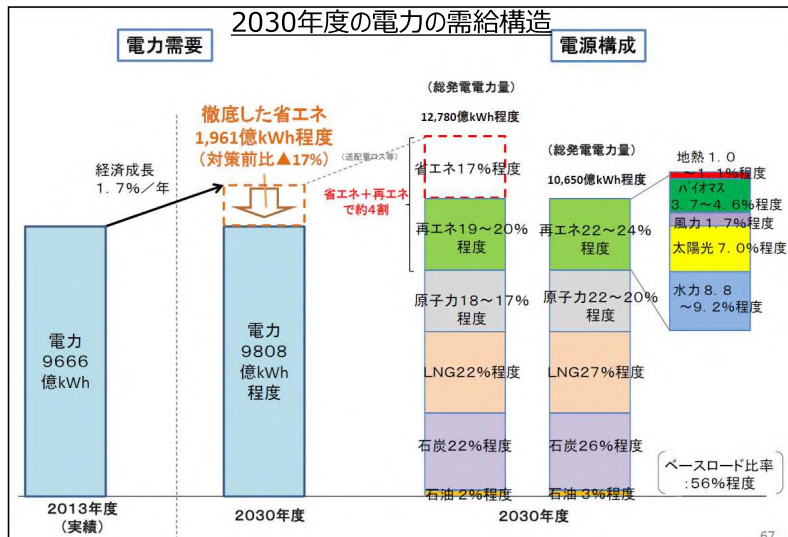 2030年度の電力の需給構造
電力需要
電源構成
徹底した省エネ
1,961億kWh程度
(対策前比▲17%)
経済成長
1.7%/年
電力
9666
億kWh
電力
9808
億kWh
程度
2013年度
(実績)
2030年度
(送配電ロス等)
省エネ+再エネ
で約4割
(総発電電力量)
12,780億kWh程度
省エネ17%程度
再エネ19~20%
程度
原子力18~17%
程度
LNG22%程度
石炭22%程度
石油 2%程度
(総発電電力量)
10,650億kWh程度
再エネ22~24%
程度
原子力22~20%
程度
LNG27%程度
石炭26%程度
石油 3%程度
2030年度
地熱 1.0
~1.1%程度
バイオマス
3.7~4.6%程度
風力 1.7%程度
太陽光 7.0%程度
水力 8.8
~9.2%程度
ベースロード比率
:56%程度
67